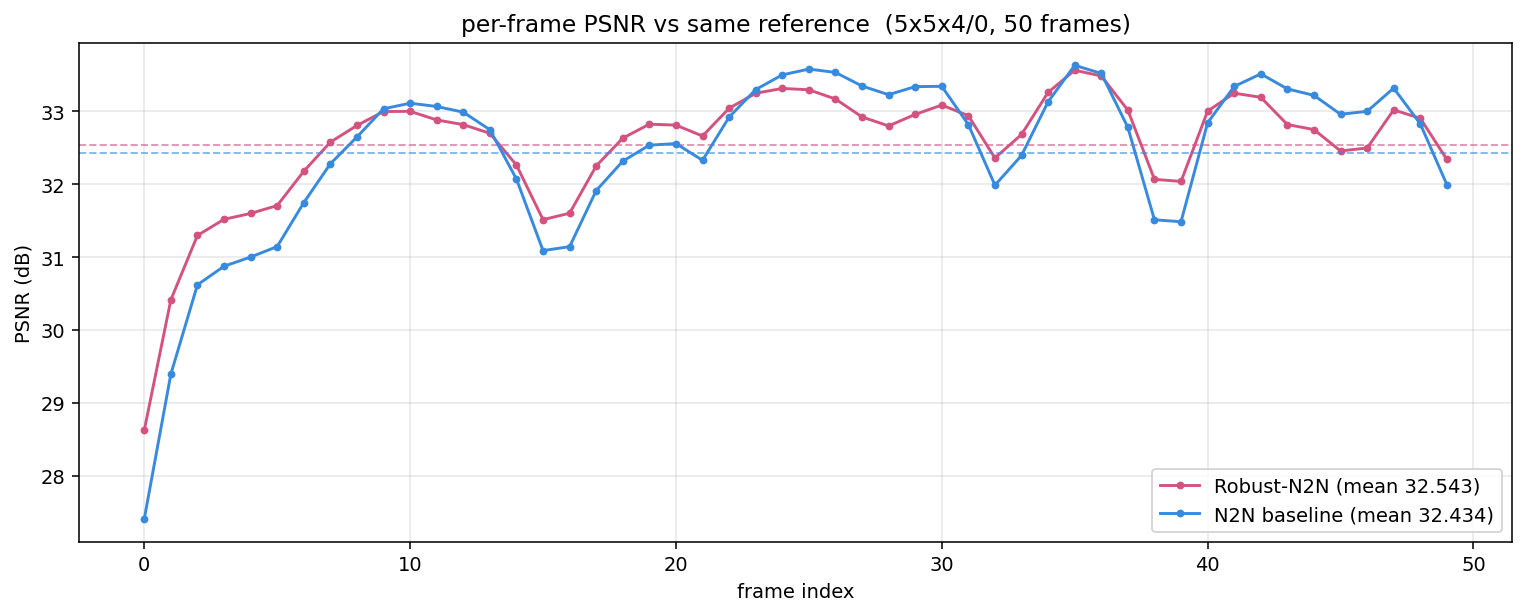 per-frame PSNR vs same reference  (5x5x4/0, 50 frames)
PSNR (dB)
33
32
31
30
29
28
0
10
20
30
40
50
frame index
Robust-N2N (mean 32.543)
N2N baseline (mean 32.434)